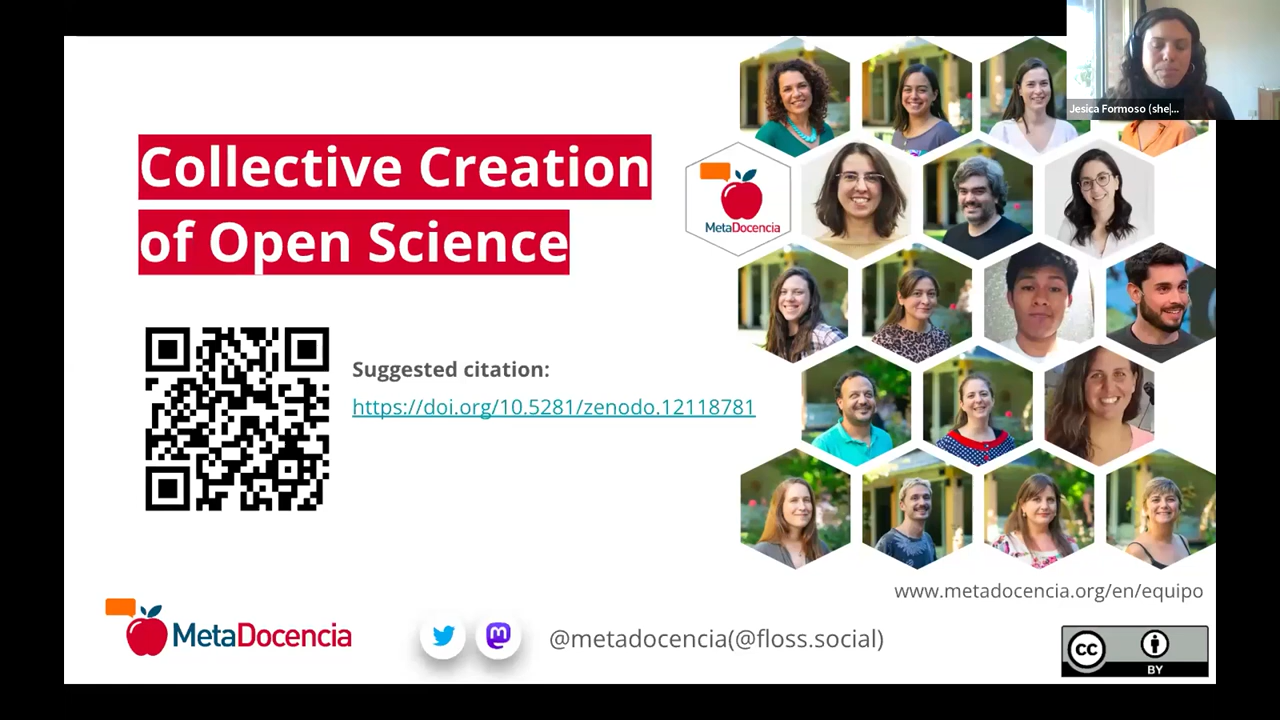 Jesica Formoso (she|...
Collective Creation
of Open Science
MetaDocencia
Suggested citation:
https://doi.org/10.5281/zenodo.12118781
www.metadocencia.org/en/equipo
MetaDocencia
@metadocencia(@floss.social)
CC
BY